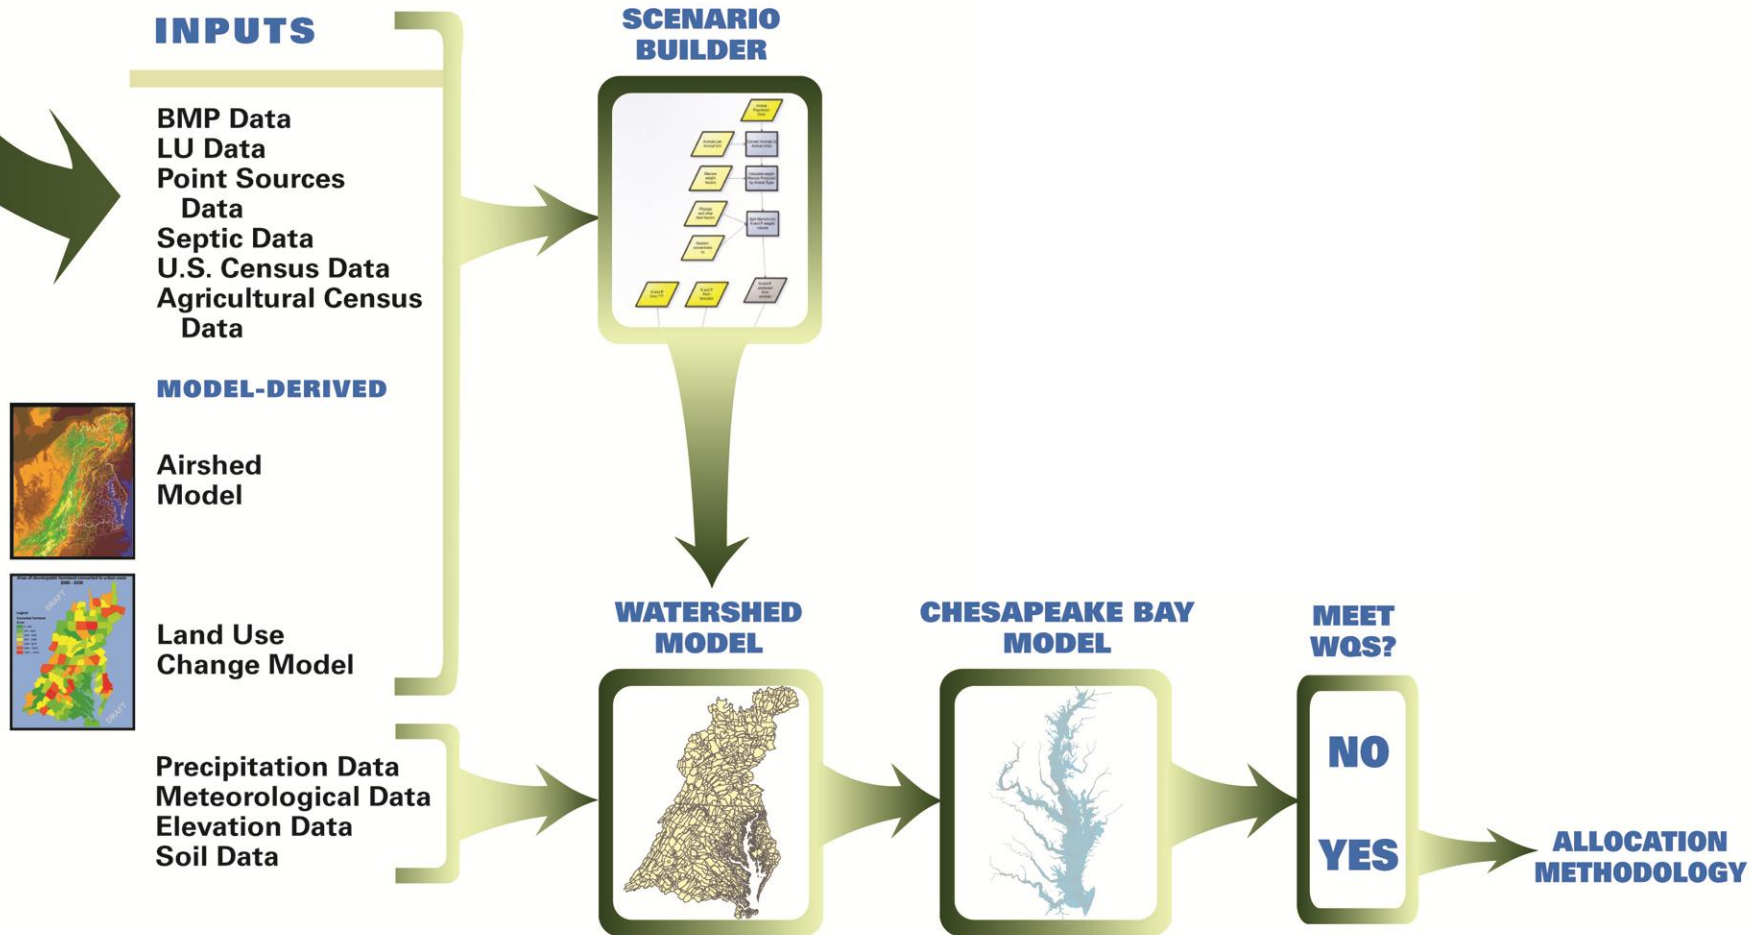 INPUTS
BMP Data
LU Data
Point Sources
Data
Septic Data
U.S. Census Data
Agricultural Census
Data
MODEL-DERIVED
Airshed
Model
DRAFT
DRAFT
Land Use
Change Model
Precipitation Data
Meteorological Data
Elevation Data
Soil Data
SCENARIO
BUILDER
WATERSHED
MODEL
CHESAPEAKE BAY
MODEL
MEET
WQS?
NO
YES
ALLOCATION
METHODOLOGY